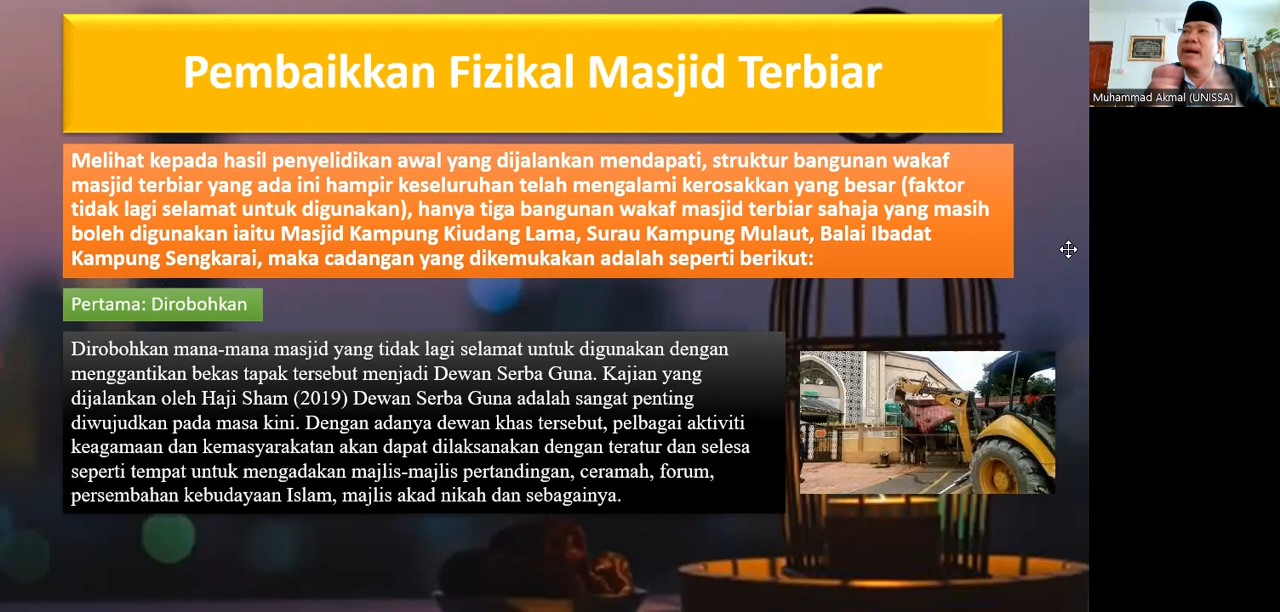 Pembaikkan Fizikal Masjid Terbiar
Melihat kepada hasil penyelidikan awal yang dijalankan mendapati, struktur bangunan wakaf
masjid terbiar yang ada ini hampir keseluruhan telah mengalami kerosakkan yang besar (faktor
tidak lagi selamat untuk digunakan), hanya tiga bangunan wakaf masjid terbiar sahaja yang masih
boleh digunakan iaitu Masjid Kampung Kiudang Lama, Surau Kampung Mulaut, Balai Ibadat
Kampung Sengkarai, maka cadangan yang dikemukakan adalah seperti berikut:
Pertama: Dirobohkan
Dirobohkan mana-mana masjid yang tidak lagi selamat untuk digunakan dengan
menggantikan bekas tapak tersebut menjadi Dewan Serba Guna. Kajian yang
dijalankan oleh Haji Sham (2019) Dewan Serba Guna adalah sangat penting
diwujudkan pada masa kini. Dengan adanya dewan khas tersebut, pelbagai aktiviti
keagamaan dan kemasyarakatan akan dapat dilaksanakan dengan teratur dan selesa
seperti tempat untuk mengadakan majlis-majlis pertandingan, ceramah, forum,
persembahan kebudayaan Islam, majlis akad nikah dan sebagainya.
Muhammad Akmal (UNISSA)